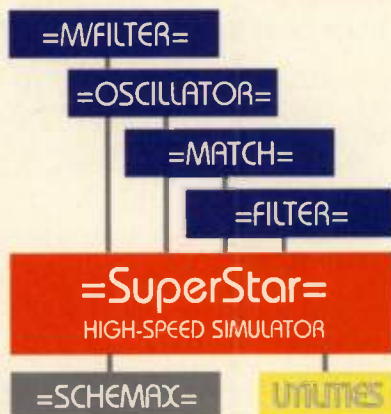 =M/FILTER=
=OSCILLATOR=
=MATCH=
=FILTER=
=SuperStar=
HIGH-SPEED SIMULATOR
=SCHEMAX=
UTILITIES